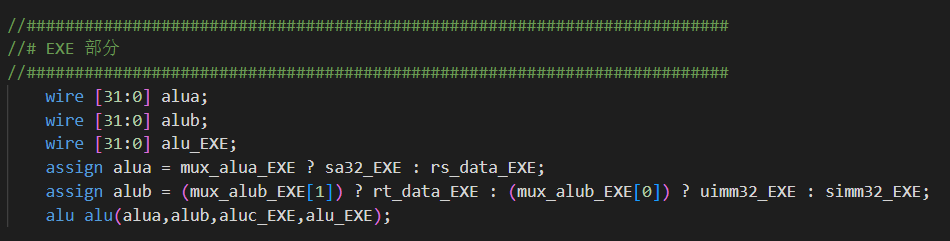 //########################################################################
//# EXE 部分
//########################################################################
wire [31:0] alua;
wire [31:0] alub;
wire [31:0] alu_EXE;
assign alua = mux_alua_EXE ? sa32_EXE : rs_data_EXE;
assign alub = (mux_alub_EXE[1]) ? rt_data_EXE : (mux_alub_EXE[0]) ? uimm32_EXE : simm32_EXE;
alu alu(alua,alub,aluc_EXE,alu_EXE);